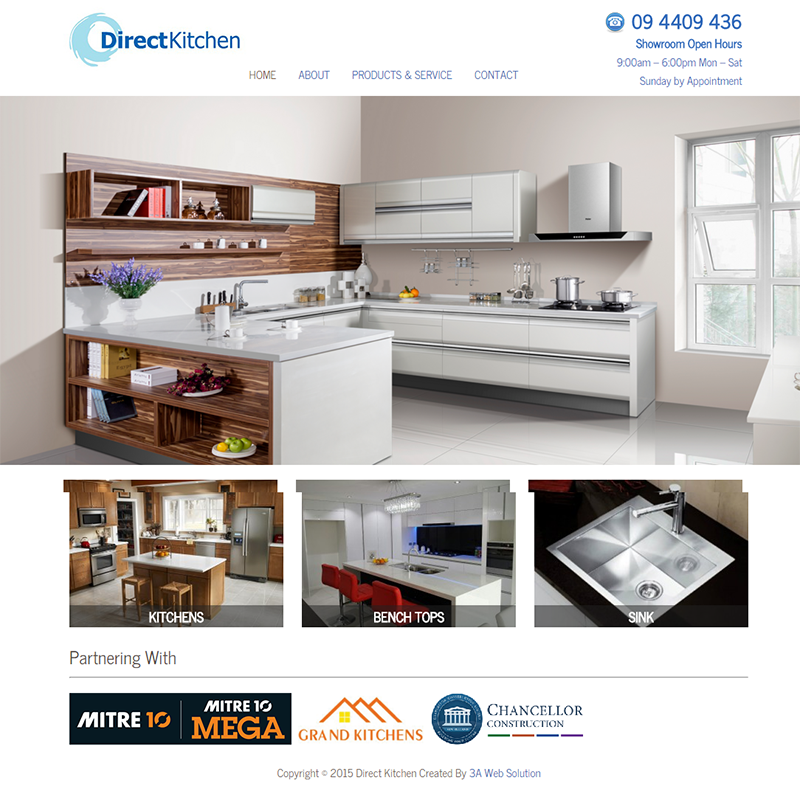 DirectKitchen
09 4409 436
Showroom Open Hours
9:00am – 6:00pm Mon – Sat
Sunday by Appointment
HOME ABOUT PRODUCTS & SERVICE CONTACT
KITCHENS
BENCH TOPS
SINK
Partnering With
MITRE 10
MITRE 10
MEGA
GRAND KITCHENS
CHANCELLOR
CONSTRUCTION
Copyright © 2015 Direct Kitchen Created By 3A Web Solution